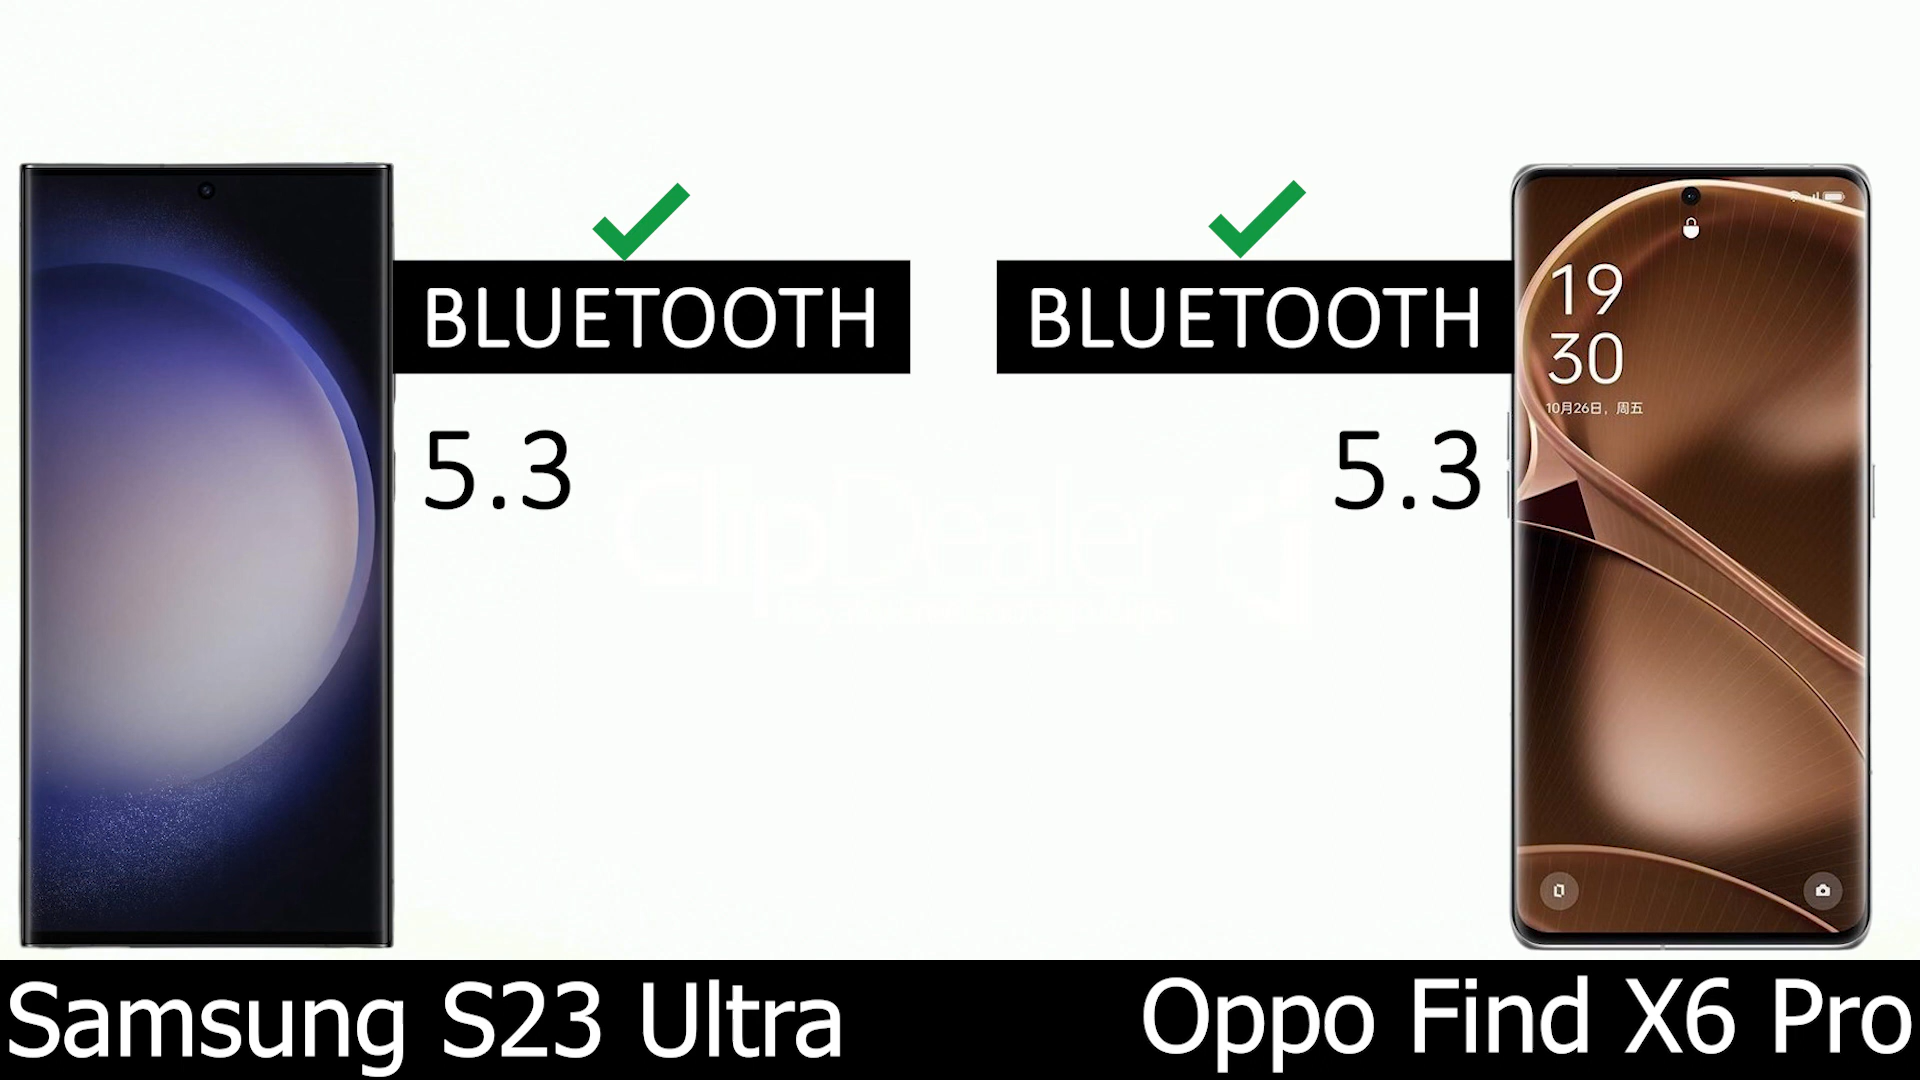 BLUETOOTH
5.3
BLUETOOTH
5.3
19
30
10月26日，周五
ClipDealer
Samsung S23 Ultra
Oppo Find X6 Pro